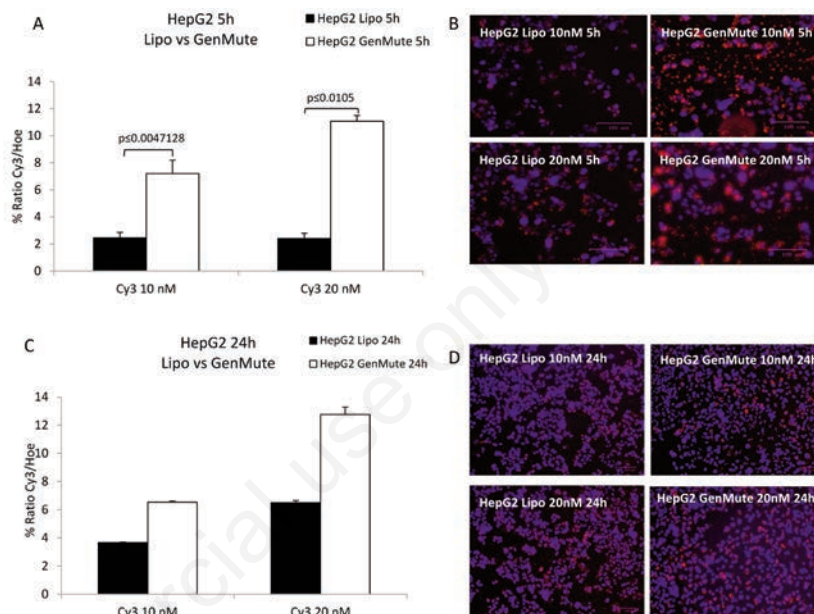 A
HepG2 5h
Lipo vs GenMute
HepG2 Lipo 5h
HepG2 GenMute 5h
% Ratio Cy3/Hoe
14
12
10
8
6
4
2
0
p≤0.0047128
p≤0.0105
Cy3 10 nM
Cy3 20 nM
B
HepG2 Lipo 10nM 5h
HepG2 GenMute 10nM 5h
HepG2 Lipo 20nM 5h
HepG2 GenMute 20nM 5h
C
HepG2 24h
Lipo vs GenMute
HepG2 Lipo 24h
HepG2 GenMute 24h
% Ratio Cy3/Hoe
14
12
10
8
6
4
2
0
Cy3 10 nM
Cy3 20 nM
D
HepG2 Lipo 10nM 24h
HepG2 GenMute 10nM 24h
HepG2 Lipo 20nM 24h
HepG2 GenMute 20nM 24h
rcial use only